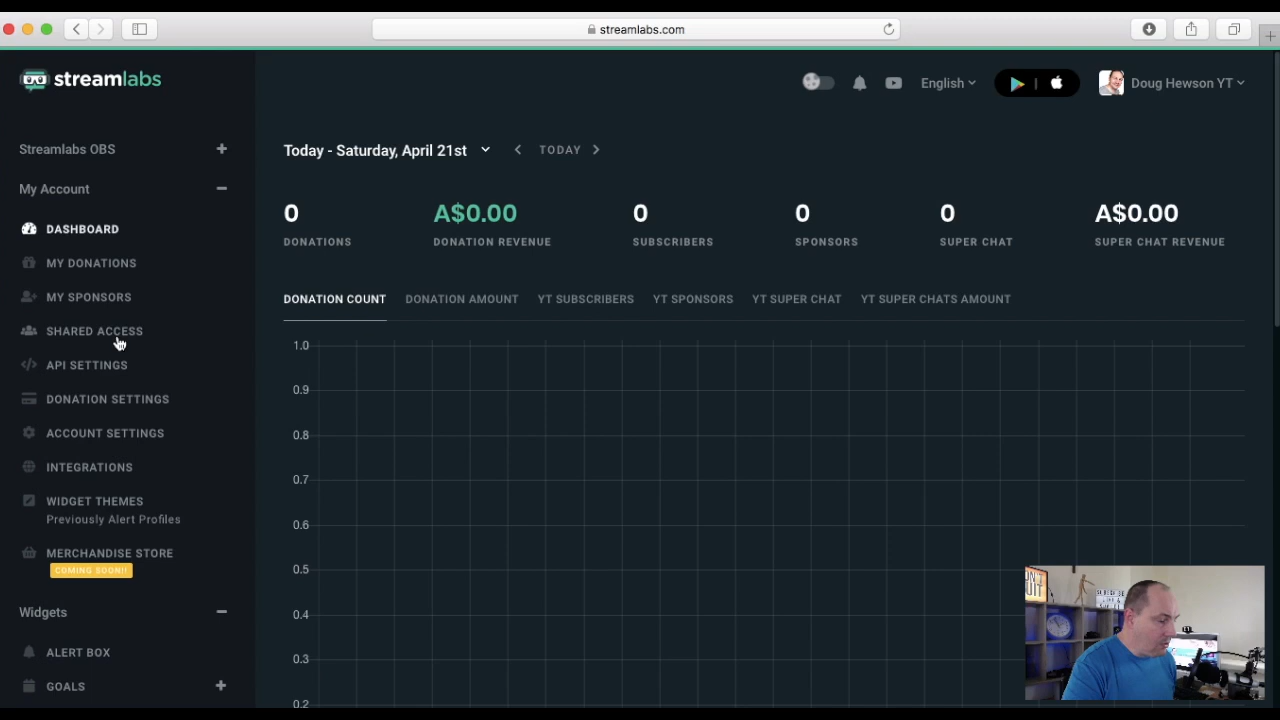 streamlabs.com
streamlabs
English
Doug Hewson YT
Streamlabs OBS
My Account
DASHBOARD
MY DONATIONS
MY SPONSORS
SHARED ACCESS
API SETTINGS
DONATION SETTINGS
ACCOUNT SETTINGS
INTEGRATIONS
WIDGET THEMES
Previously Alert Profiles
MERCHANDISE STORE
COMING SOON!!
Widgets
ALERT BOX
GOALS
Today - Saturday, April 21st
TODAY
0
DONATIONS
A$0.00
DONATION REVENUE
0
SUBSCRIBERS
0
SPONSORS
0
SUPER CHAT
A$0.00
SUPER CHAT REVENUE
DONATION COUNT
DONATION AMOUNT
YT SUBSCRIBERS
YT SPONSORS
YT SUPER CHAT
YT SUPER CHATS AMOUNT
1.0
0.9
0.8
0.7
0.6
0.5
0.4
0.3
0.2